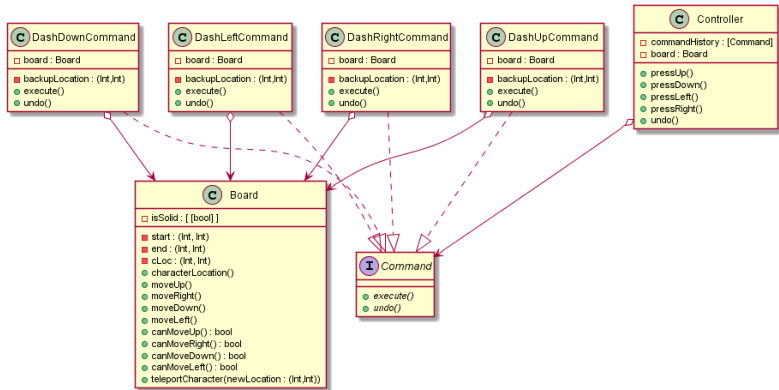 C DashDownCommand
board : Board
backupLocation : (Int,Int)
execute()
undo()
C DashLeftCommand
board : Board
backupLocation : (Int,Int)
execute()
undo()
C DashRightCommand
board : Board
backupLocation : (Int,Int)
execute()
undo()
C DashUpCommand
board : Board
backupLocation : (Int,Int)
execute()
undo()
C Controller
commandHistory : [Command]
board : Board
pressUp()
pressDown()
pressLeft()
pressRight()
undo()
C Board
isSolid : [ [bool] ]
start : (Int, Int)
end : (Int, Int)
cLoc : (Int, Int)
characterLocation()
moveUp()
moveRight()
moveDown()
moveLeft()
canMoveUp() : bool
canMoveRight() : bool
canMoveDown() : bool
canMoveLeft() : bool
teleportCharacter(newLocation : (Int,Int))
I Command
execute()
undo()